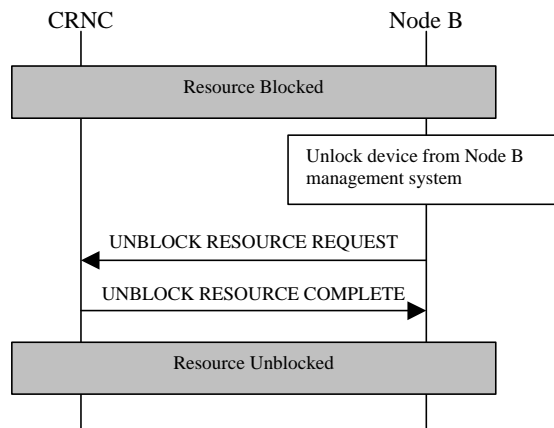 CRNC
Node B
Resource Blocked
Unlock device from Node B
management system
UNBLOCK RESOURCE REQUEST
UNBLOCK RESOURCE COMPLETE
Resource Unblocked